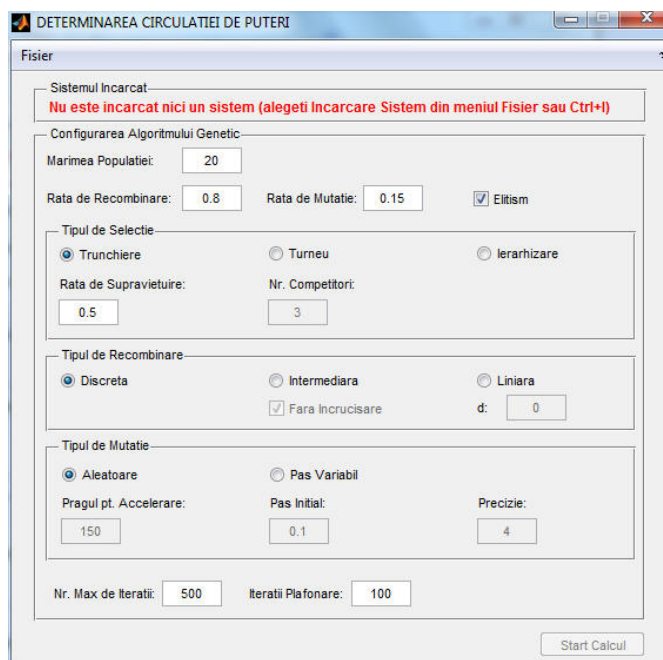 DETERMINAREA CIRCULATIEI DE PUTERI
Fisier
Sistemul Incarcat
Nu este incarcat nici un sistem (alegeti Incarcare Sistem din meniul Fisier sau Ctrl+I)
Configurarea Algoritmului Genetic
Marimea Populatiei: 20
Rata de Recombinare: 0.8 Rata de Mutatie: 0.15 Elitism
Tipul de Selectie
Trunchiere Turneu Ierarhizare
Rata de Supravietuire: Nr. Competitori:
0.5 3
Tipul de Recombinare
Discreta Intermediara Liniara
Fara Incrucisare d: 0
Tipul de Mutatie
Aleatoare Pas Variabil
Pragul pt. Accelerare: Pas Initial: Precizie:
150 0.1 4
Nr. Max de Iteratii: 500 Iteratii Plafonare: 100
Start Calcul